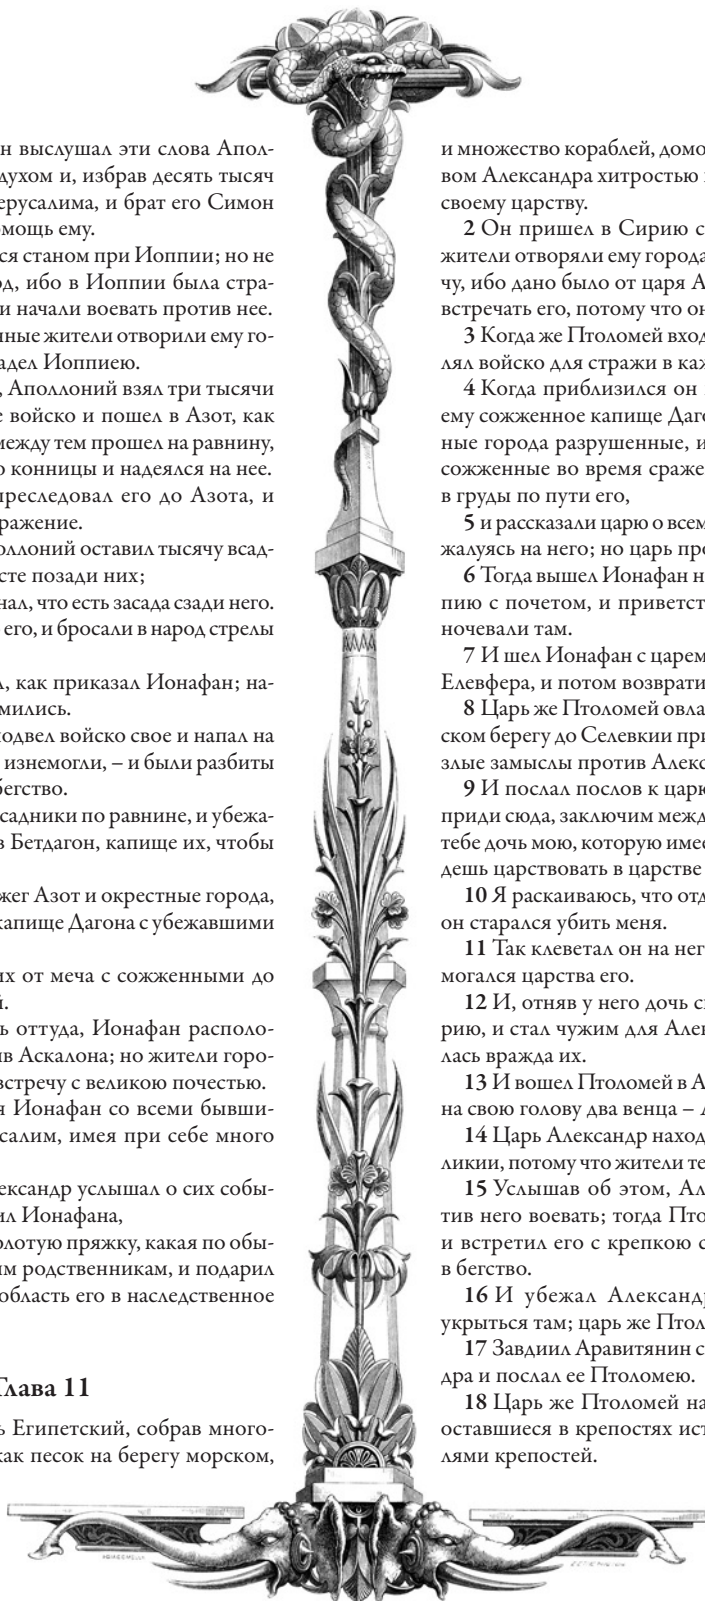 н выслушал эти слова Апол-
духом и, избрав десять тысяч
ерусалима, и брат его Симон
мощь ему.
ся станом при Иоппии; но не
од, ибо в Иоппии была стра-
и начали воевать против нее.
нные жители отворили ему го-
адел Иоппиею.
, Аполлоний взял три тысячи
е войско и пошел в Азот, как
между тем прошел на равнину,
о конницы и надеялся на нее.
преследовал его до Азота, и
ражение.
оллоний оставил тысячу всад-
сте позади них;
нал, что есть засада сзади него.
его, и бросали в народ стрелы
л, как приказал Ионафан; на-
мились.
подвел войско свое и напал на
изнемогли, – и были разбиты
бегство.
садники по равнине, и убежа-
в Бетдагон, капище их, чтобы
жег Азот и окрестные города,
капище Дагона с убежавшими
их от меча с сожженными до
й.
ь оттуда, Ионафан располо-
ив Аскалона; но жители горо-
встречу с великою почестью.
я Ионафан со всеми бывши-
салим, имея при себе много
ександр услышал о сих собы-
ил Ионафана,
олотую пряжку, какая по обы-
им родственникам, и подарил
область его в наследственное
Глава 11
ь Египетский, собрав много-
как песок на берегу морском,
и множество кораблей, домо
вом Александра хитростью
своему царству.
2 Он пришел в Сирию с
жители отворяли ему города
чу, ибо дано было от царя А
встречать его, потому что он
3 Когда же Птоломей вход
лял войско для стражи в каж
4 Когда приблизился он
ему сожженное капище Даго
ные города разрушенные, и
сожженные во время сраже
в груды по пути его,
5 и рассказали царю о всем
жалуясь на него; но царь про
6 Тогда вышел Ионафан н
пию с почетом, и приветст
ночевали там.
7 И шел Ионафан с царем
Елевфера, и потом возврати
8 Царь же Птоломей овла
ском берегу до Селевкии при
злые замыслы против Алекс
9 И послал послов к царю
приди сюда, заключим межд
тебе дочь мою, которую имее
дешь царствовать в царстве
10 Я раскаиваюсь, что отд
он старался убить меня.
11 Так клеветал он на нег
могался царства его.
12 И, отняв у него дочь с
рию, и стал чужим для Алек
лась вражда их.
13 И вошел Птоломей в А
на свою голову два венца –
14 Царь Александр наход
ликии, потому что жители те
15 Услышав об этом, Ал
тив него воевать; тогда Пто
и встретил его с крепкою с
в бегство.
16 И убежал Александр
укрыться там; царь же Птол
17 Завдиил Аравитянин с
дра и послал ее Птоломею.
18 Царь же Птоломей на
оставшиеся в крепостях ист
лями крепостей.